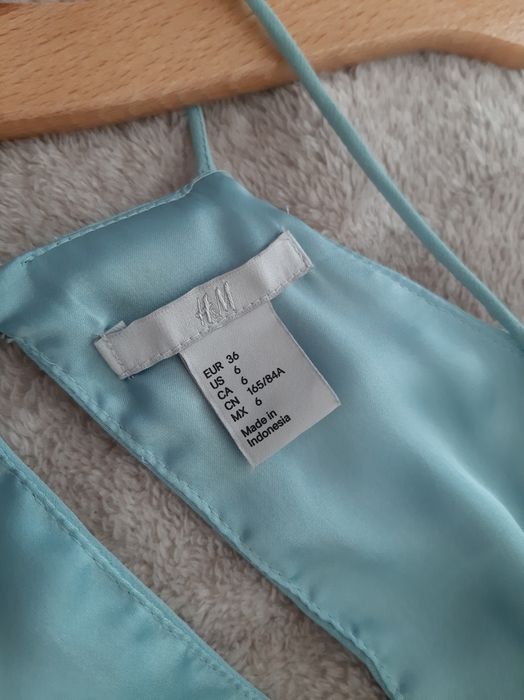 H&M
EUR 36
US 6
CA 6
CN 165/84A
MX 6
Made in
Indonesia